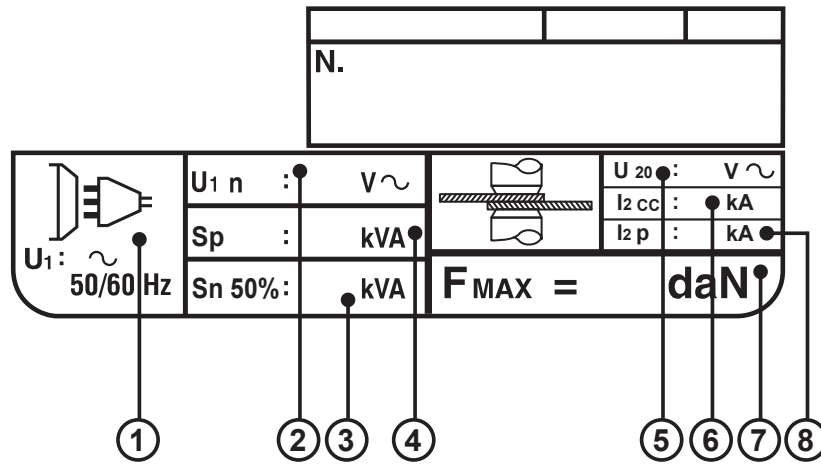 N.
U1 : ~
50/60 Hz
U1 n : V~
Sp : kVA
Sn 50%: kVA
U 20 : V~
I2 CC : kA
I2 p : kA
FMAX = daN
1 2 3 4 5 6 7 8